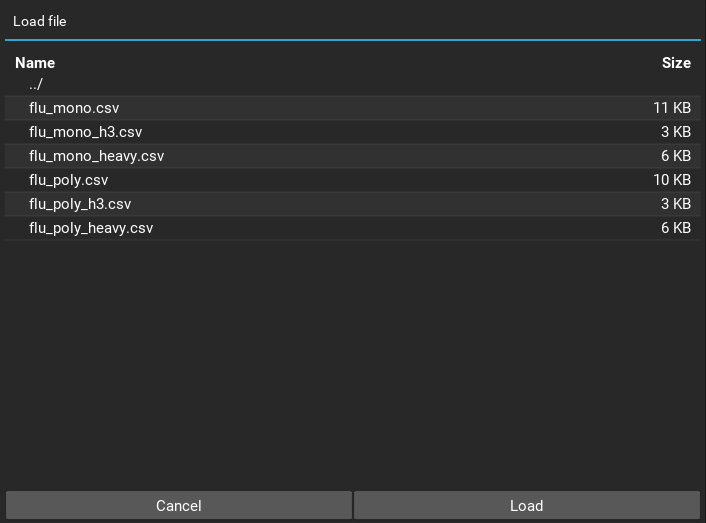 Load file
Name Size
../
flu_mono.csv 11 KB
flu_mono_h3.csv 3 KB
flu_mono_heavy.csv 6 KB
flu_poly.csv 10 KB
flu_poly_h3.csv 3 KB
flu_poly_heavy.csv 6 KB
Cancel Load